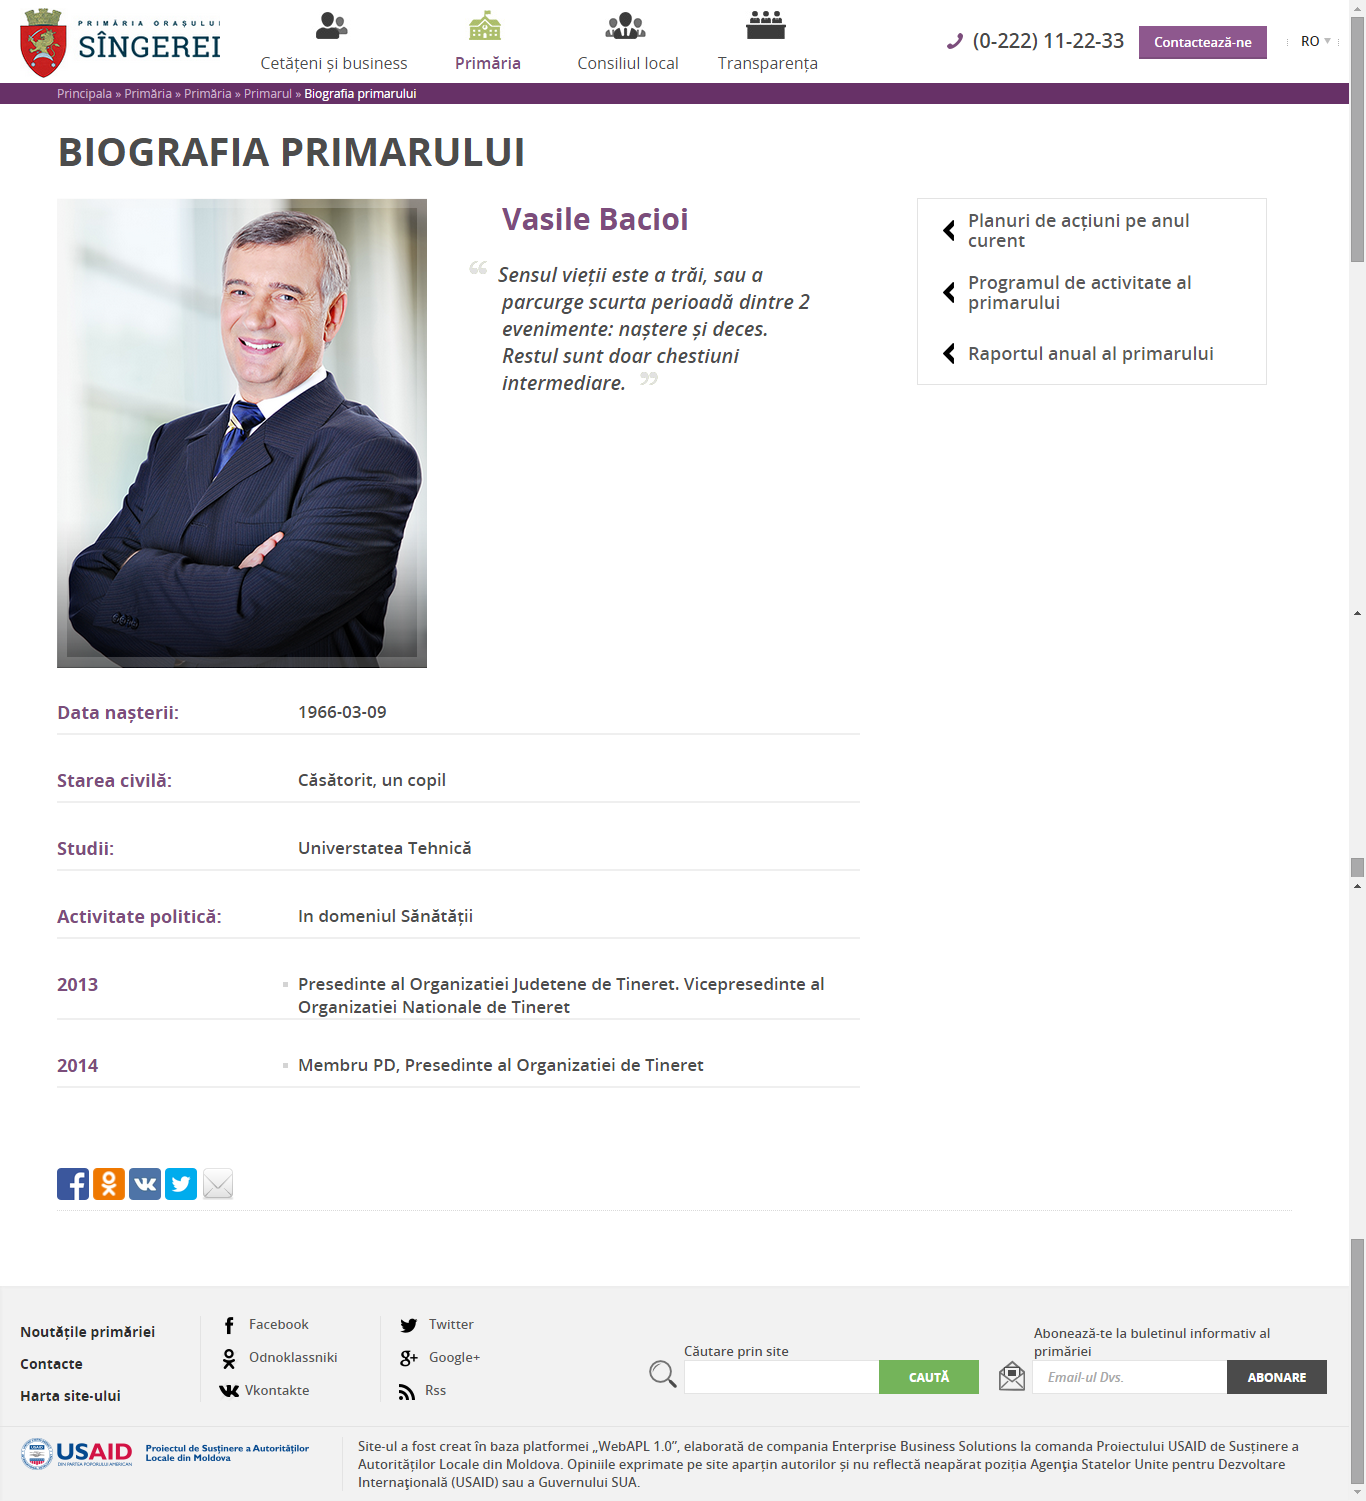 PRIMĂRIA ORAȘULUI
SÎNGEREI
Cetățeni și business
Primăria
Consiliul local
Transparența
(0-222) 11-22-33
Contactează-ne
RO
Principala » Primăria » Primăria » Primarul » Biografia primarului
BIOGRAFIA PRIMARULUI
Vasile Bacioi
“ Sensul vieții este a trăi, sau a
parcurge scurta perioadă dintre 2
evenimente: naștere și deces.
Restul sunt doar chestiuni
intermediare. ”
Planuri de acțiuni pe anul
curent
Programul de activitate al
primarului
Raportul anual al primarului
Data nașterii: 1966-03-09
Starea civilă: Căsătorit, un copil
Studii: Universtatea Tehnică
Activitate politică: In domeniul Sănătății
2013 Presedinte al Organizatiei Judetene de Tineret. Vicepresedinte al
Organizatiei Nationale de Tineret
2014 Membru PD, Presedinte al Organizatiei de Tineret
Noutățile primăriei
Contacte
Harta site-ului
Facebook
Odnoklassniki
Vkontakte
Twitter
Google+
Rss
Căutare prin site
CAUTĂ
Abonează-te la buletinul informativ al
primăriei
Email-ul Dvs.
ABONARE
USAID
DIN PARTEA POPORULUI AMERICAN
Proiectul de Susținere a Autorităților
Locale din Moldova
Site-ul a fost creat în baza platformei „WebAPL 1.0”, elaborată de compania Enterprise Business Solutions la comanda Proiectului USAID de Susținere a
Autorităților Locale din Moldova. Opiniile exprimate pe site aparțin autorilor și nu reflectă neapărat poziția Agenția Statelor Unite pentru Dezvoltare
Internațională (USAID) sau a Guvernului SUA.